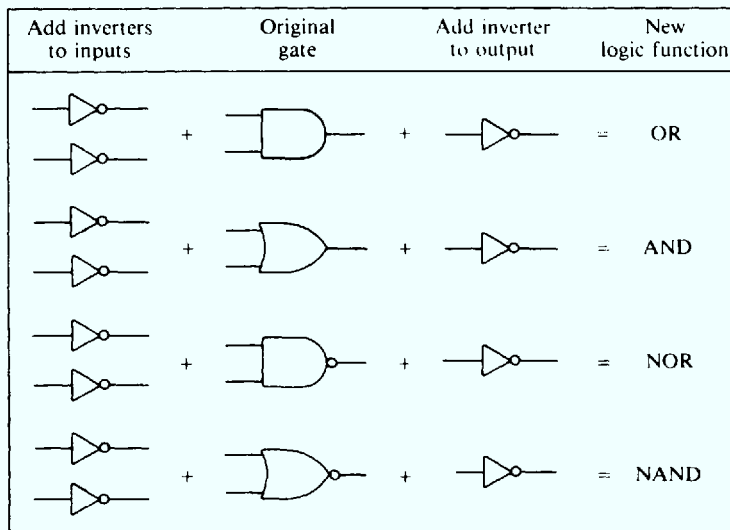 Add inverters Original Add inverter New
to inputs gate to output logic function
+ + = OR
+ + = AND
+ + = NOR
+ + = NAND